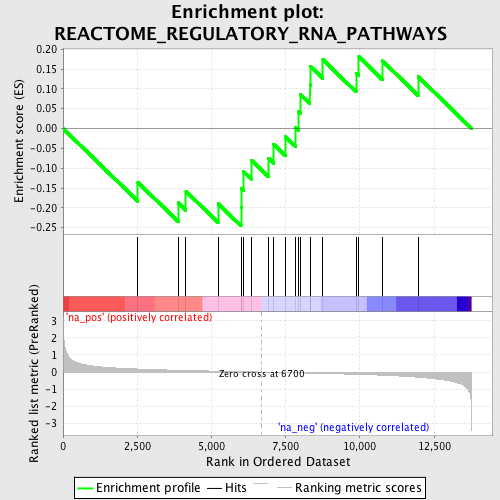 Enrichment plot:
REACTOME_REGULATORY_RNA_PATHWAYS
Enrichment score (ES)
0.20
0.15
0.10
0.05
0.00
-0.05
-0.10
-0.15
-0.20
-0.25
'na_pos' (positively correlated)
Ranked list metric (PreRanked)
3
2
1
0
-1
-2
-3
Zero cross at 6700
'na_neg' (negatively correlated)
0
2,500
5,000
7,500
10,000
12,500
Rank in Ordered Dataset
Enrichment profile
Hits
Ranking metric scores